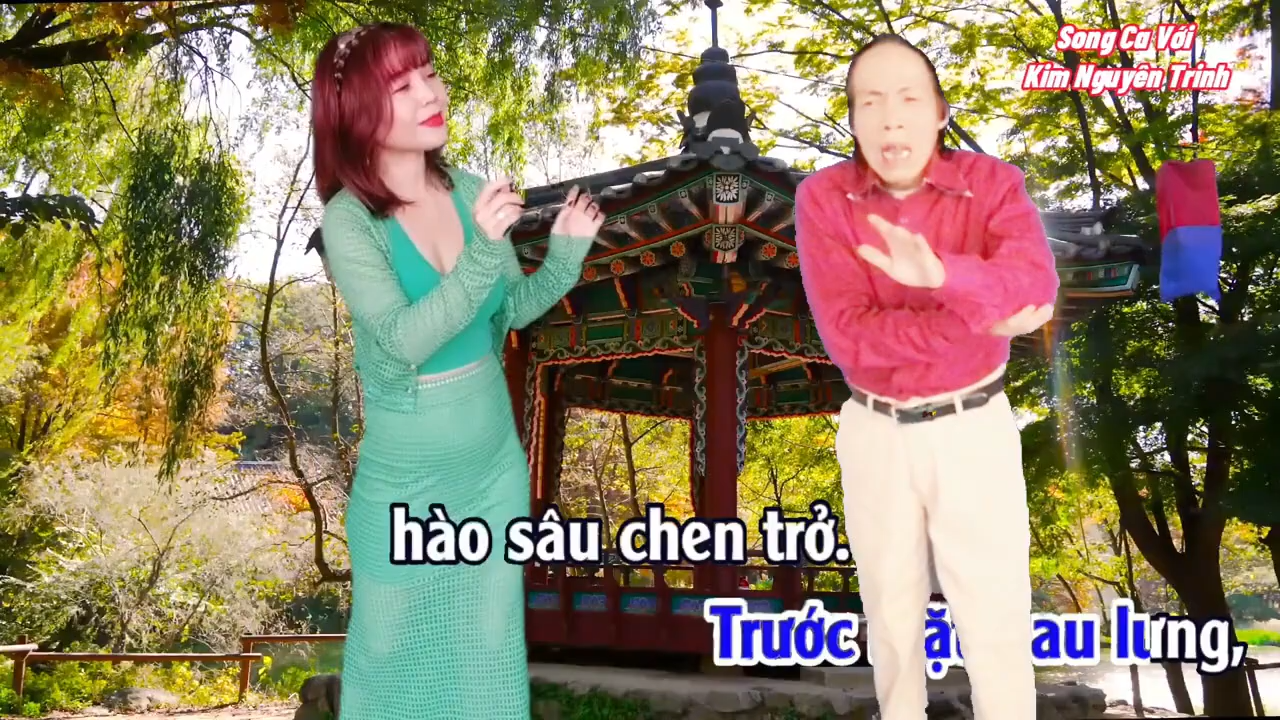 Song Ca Với
Kim Nguyên Trinh
hào sâu chen trở.
Trước lưng,